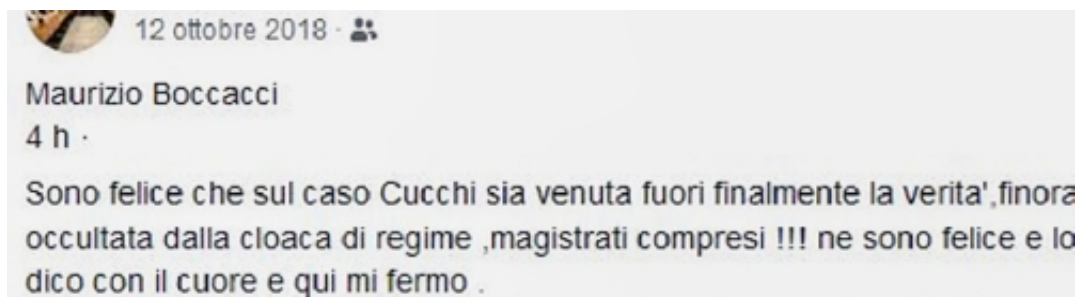 12 ottobre 2018 ·
Maurizio Boccacci
4 h ·
Sono felice che sul caso Cucchi sia venuta fuori finalmente la verita',finora
occultata dalla cloaca di regime ,magistrati compresi !!! ne sono felice e lo
dico con il cuore e qui mi fermo .